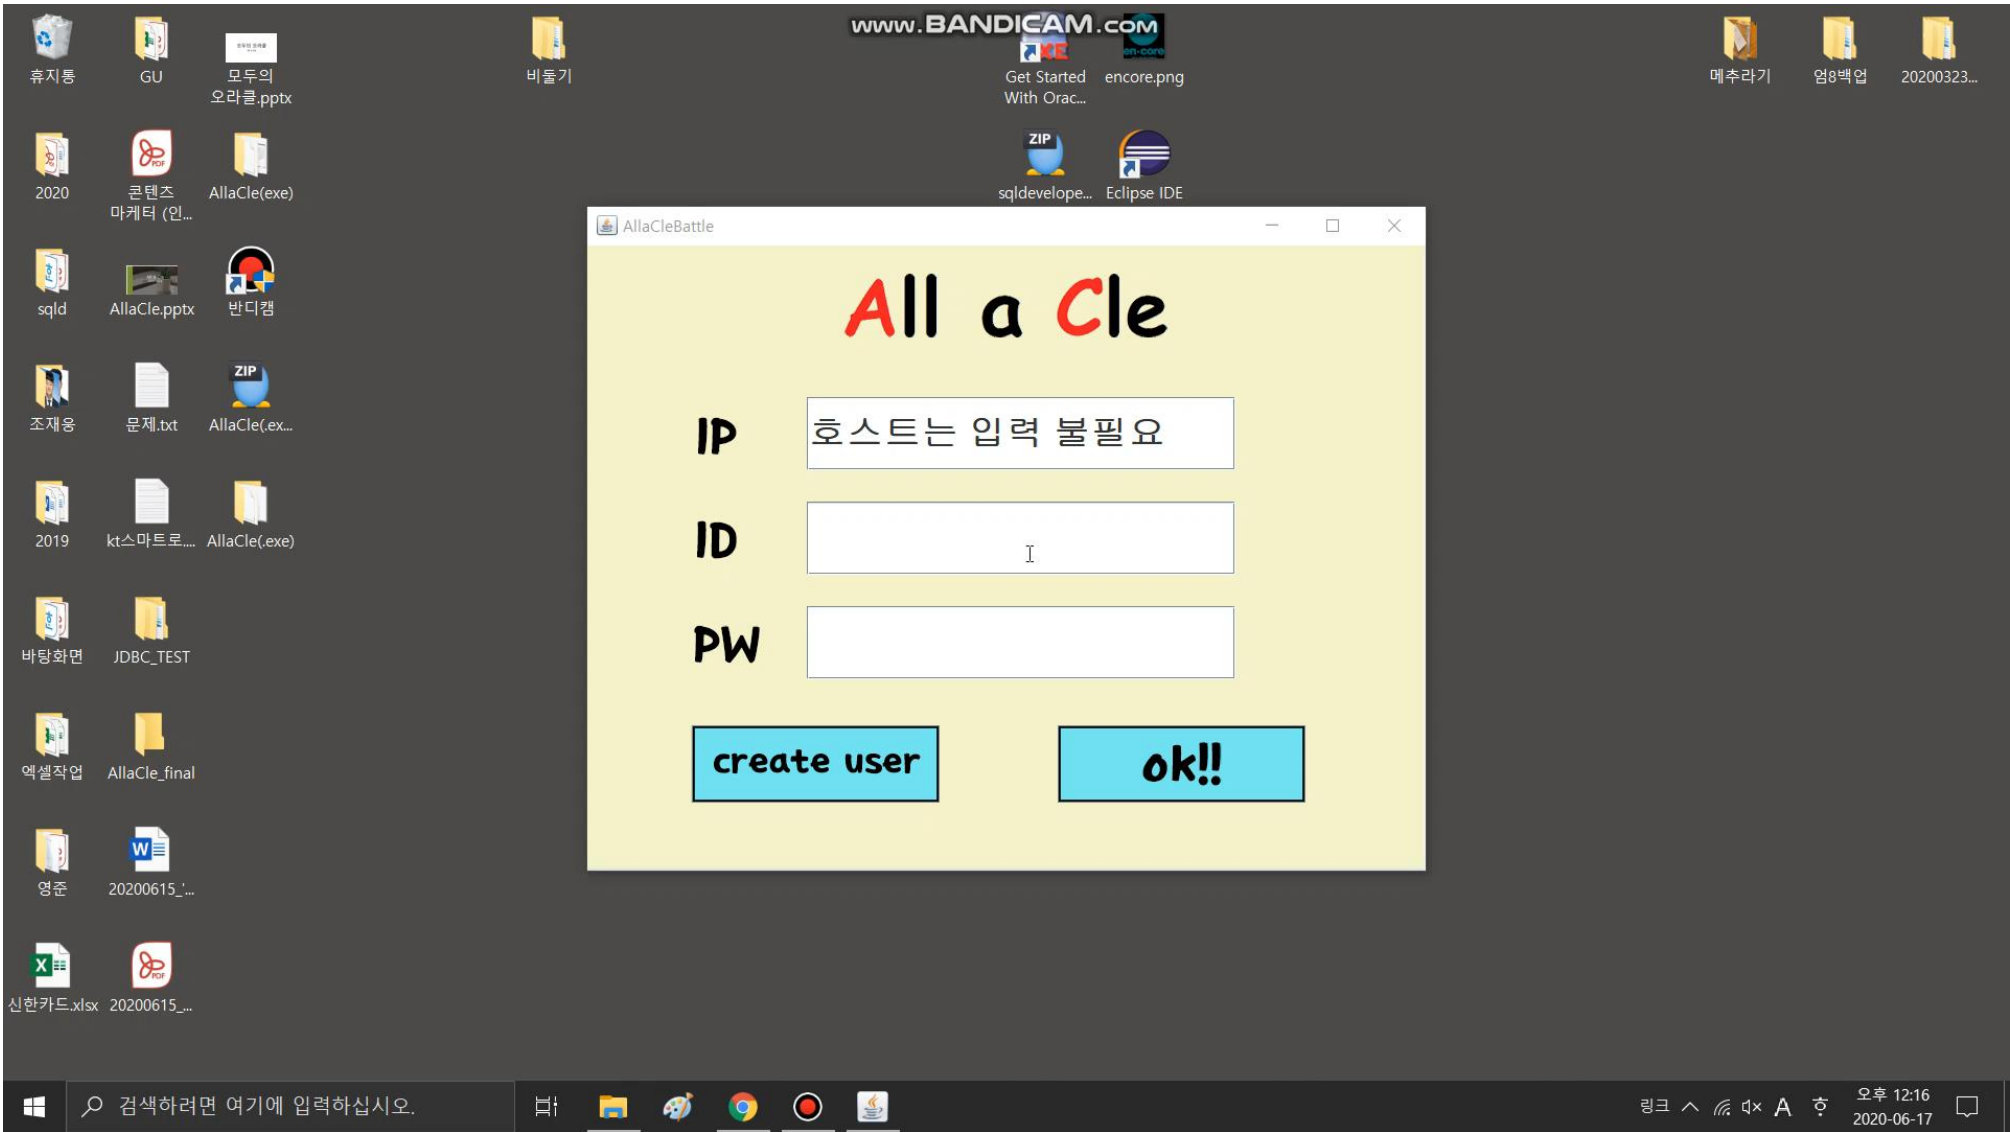 www.BANDICAM.com
휴지통
GU
모두의
오라클.pptx
비둘기
Get Started
With Orac...
encore.png
메추라기
엄8백업
20200323...
2020
콘텐츠
마케터 (인...
AllaCle(exe)
sqldevelope...
Eclipse IDE
sqld
AllaCle.pptx
반디캠
조재웅
문제.txt
AllaCle(.ex...
2019
kt스마트로....
AllaCle(.exe)
바탕화면
JDBC_TEST
엑셀작업
AllaCle_final
영준
20200615_'...
신한카드.xlsx
20200615_...
AllaCleBattle
All a Cle
IP
호스트는 입력 불필요
ID
PW
create user
ok!!
검색하려면 여기에 입력하십시오.
링크
A
오후 12:16
2020-06-17